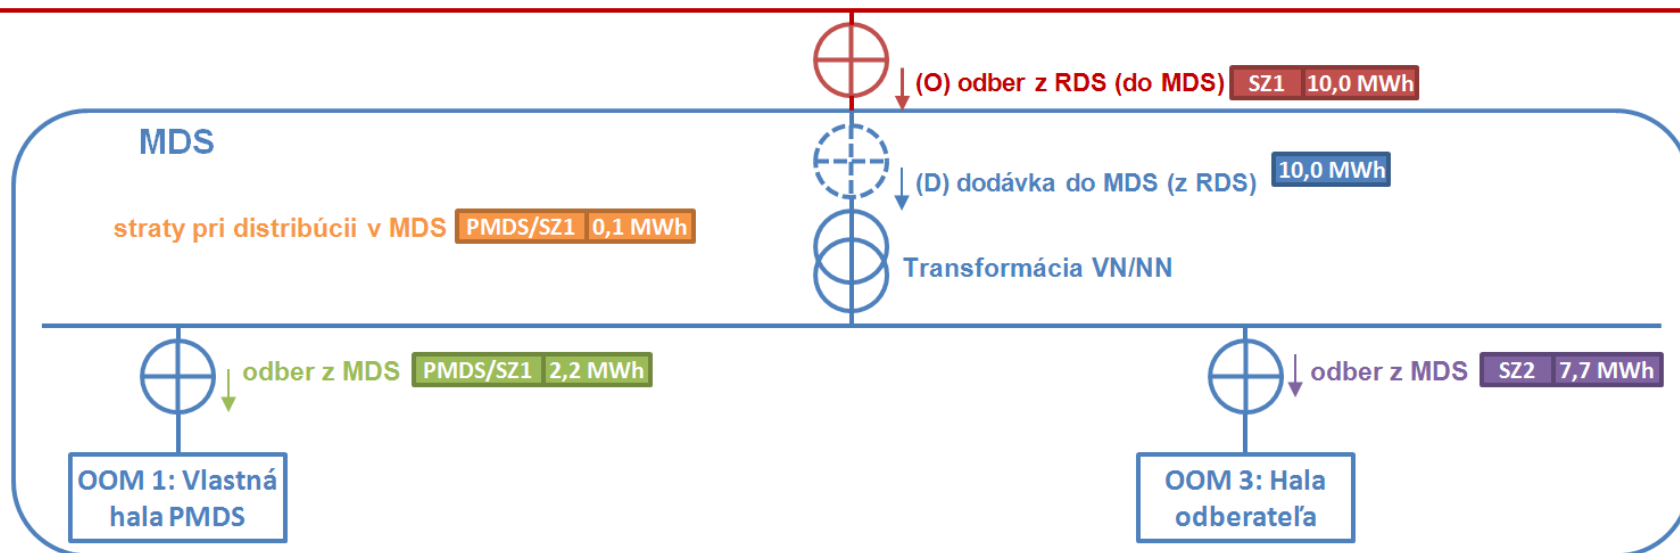 (O) odber z RDS (do MDS) SZ1 10,0 MWh
MDS
(D) dodávka do MDS (z RDS) 10,0 MWh
straty pri distribúcii v MDS PMDS/SZ1 0,1 MWh
Transformácia VN/NN
odber z MDS PMDS/SZ1 2,2 MWh
odber z MDS SZ2 7,7 MWh
OOM 1: Vlastná
hala PMDS
OOM 3: Hala
odberateľa